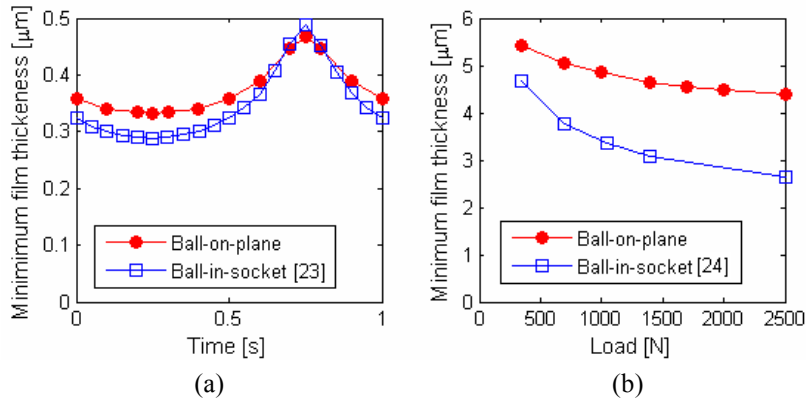 Minimimum film thickeness [μm]
0.5
0.4
0.3
0.2
0.1
0
0
0.5
1
Time [s]
Ball-on-plane
Ball-in-socket [23]
(a)
Minimum film thickness [μm]
6
5
4
3
2
1
0
0
500
1000
1500
2000
2500
Load [N]
Ball-on-plane
Ball-in-socket [24]
(b)